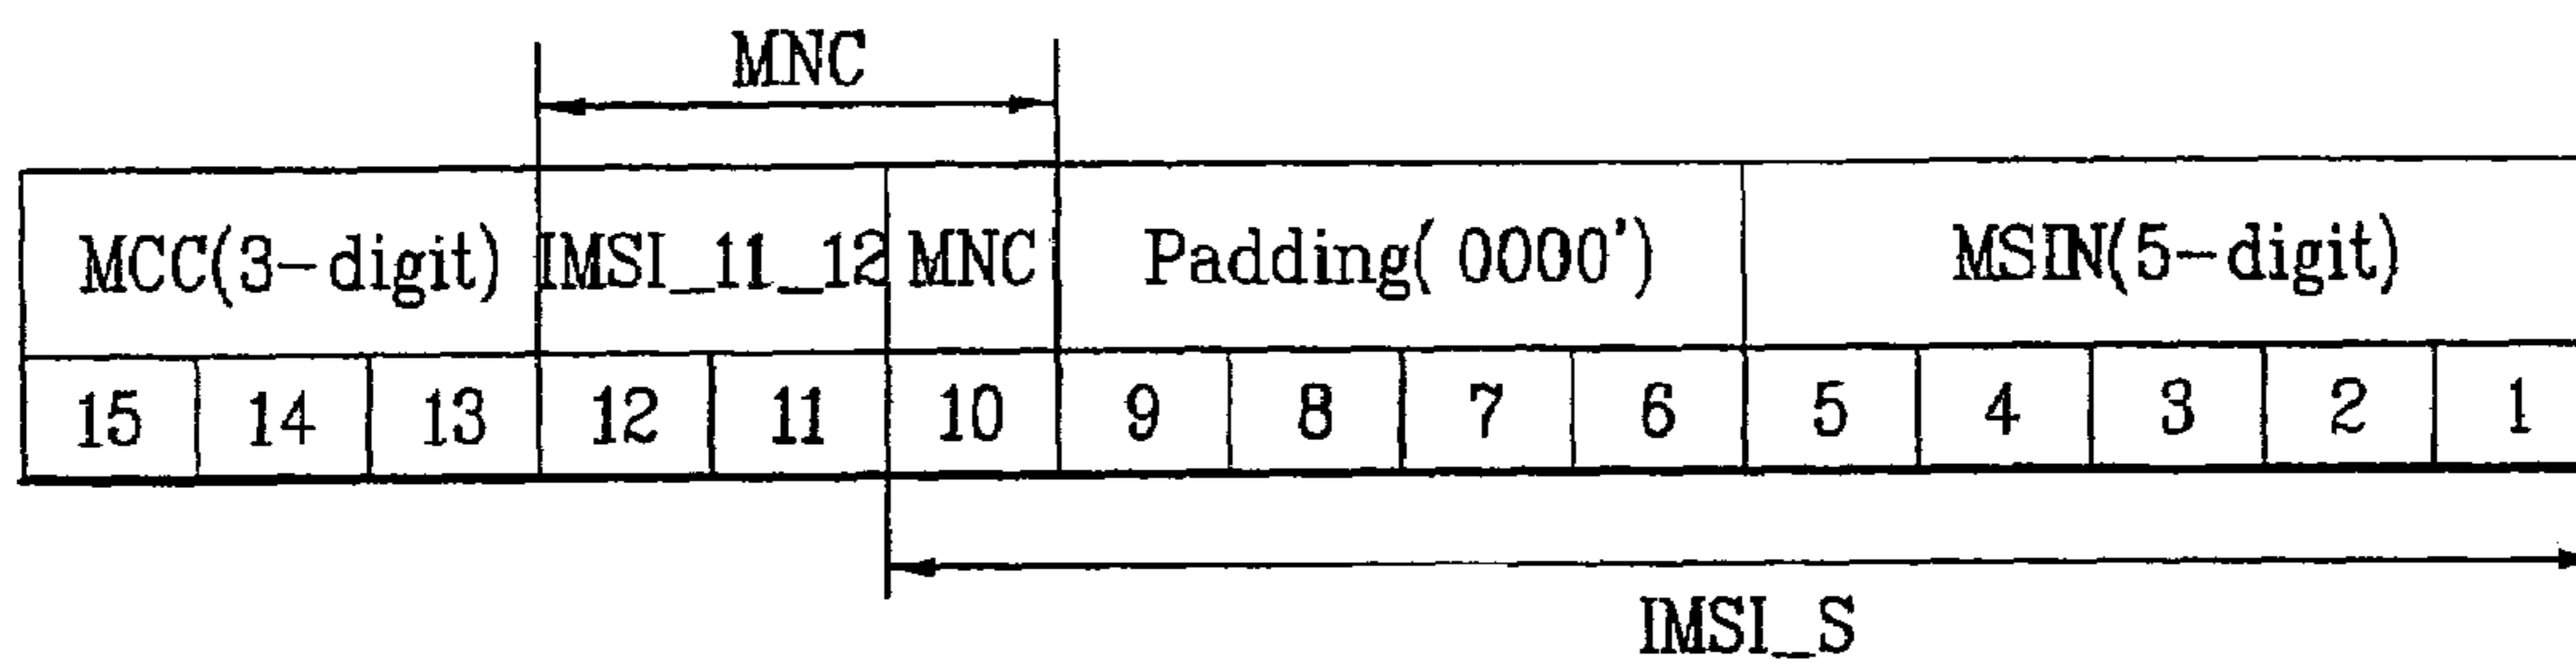 MNC
MCC(3-digit) IMSI_11_12 MNC Padding( 0000') MSIN(5-digit)
15 14 13 12 11 10 9 8 7 6 5 4 3 2 1
IMSI_S